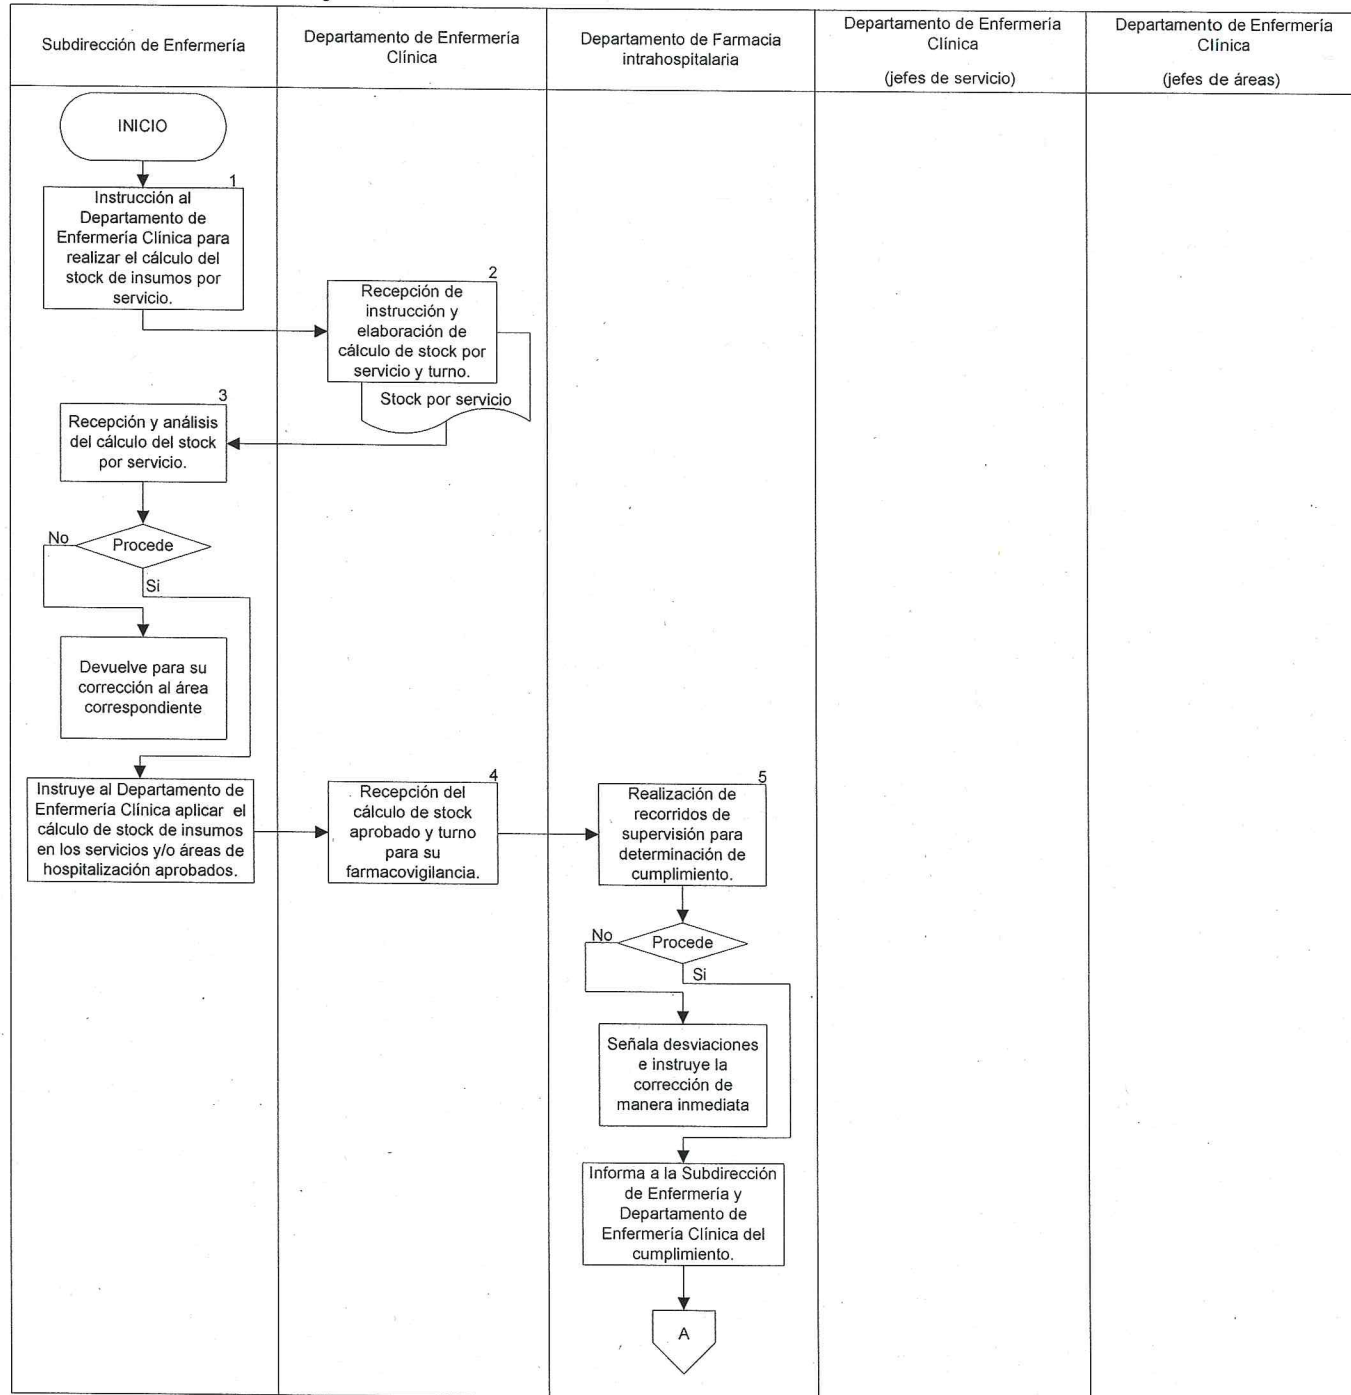 Subdirección de Enfermería
Departamento de Enfermería
Clínica
Departamento de Farmacia
intrahospitalaria
Departamento de Enfermería
Clínica
(jefes de servicio)
Departamento de Enfermería
Clínica
(jefes de áreas)
INICIO
1
Instrucción al
Departamento de
Enfermería Clínica para
realizar el cálculo del
stock de insumos por
servicio.
2
Recepción de
instrucción y
elaboración de
cálculo de stock por
servicio y turno.
Stock por servicio
3
Recepción y análisis
del cálculo del stock
por servicio.
No
Procede
Si
Devuelve para su
corrección al área
correspondiente
Instruye al Departamento de
Enfermería Clínica aplicar el
cálculo de stock de insumos
en los servicios y/o áreas de
hospitalización aprobados.
4
Recepción del
cálculo de stock
aprobado y turno
para su
farmacovigilancia.
5
Realización de
recorridos de
supervisión para
determinación de
cumplimiento.
No
Procede
Si
Señala desviaciones
e instruye la
corrección de
manera inmediata
Informa a la Subdirección
de Enfermería y
Departamento de
Enfermería Clínica del
cumplimiento.
A